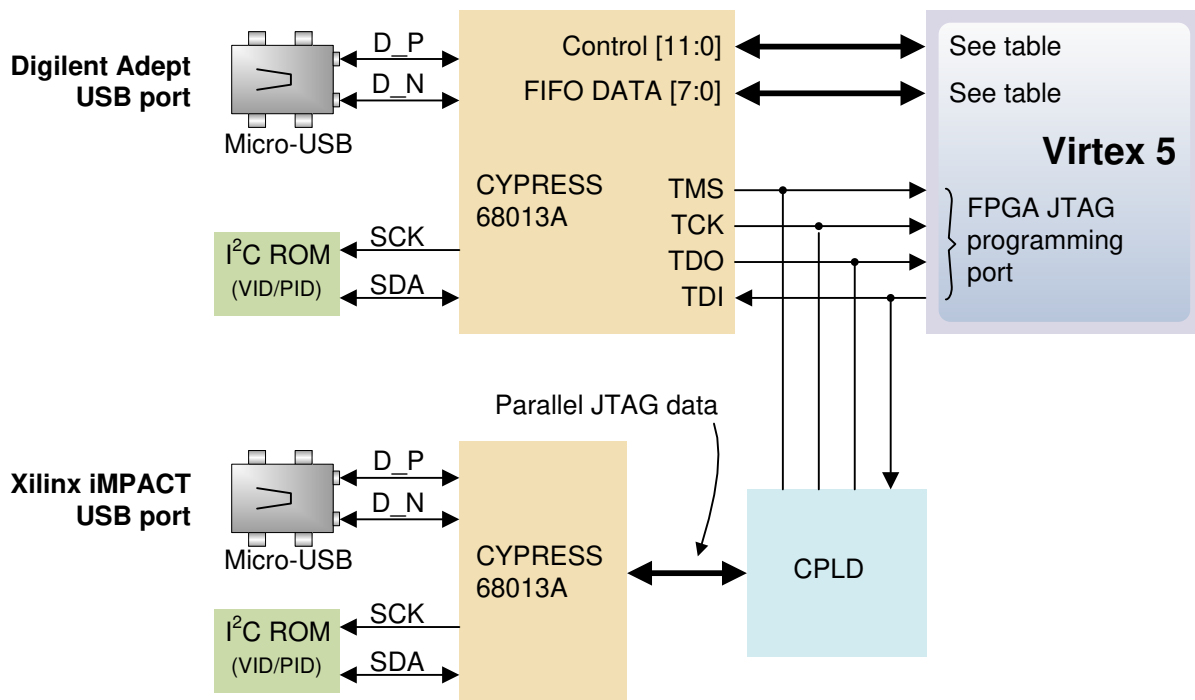 Digilent Adept
USB port
Micro-USB
D_P
D_N
Control [11:0]
FIFO DATA [7:0]
See table
See table
Virtex 5
CYPRESS
68013A
TMS
TCK
TDO
TDI
FPGA JTAG
programming
port
I²C ROM
(VID/PID)
SCK
SDA
Parallel JTAG data
Xilinx iMPACT
USB port
Micro-USB
D_P
D_N
CYPRESS
68013A
CPLD
I²C ROM
(VID/PID)
SCK
SDA